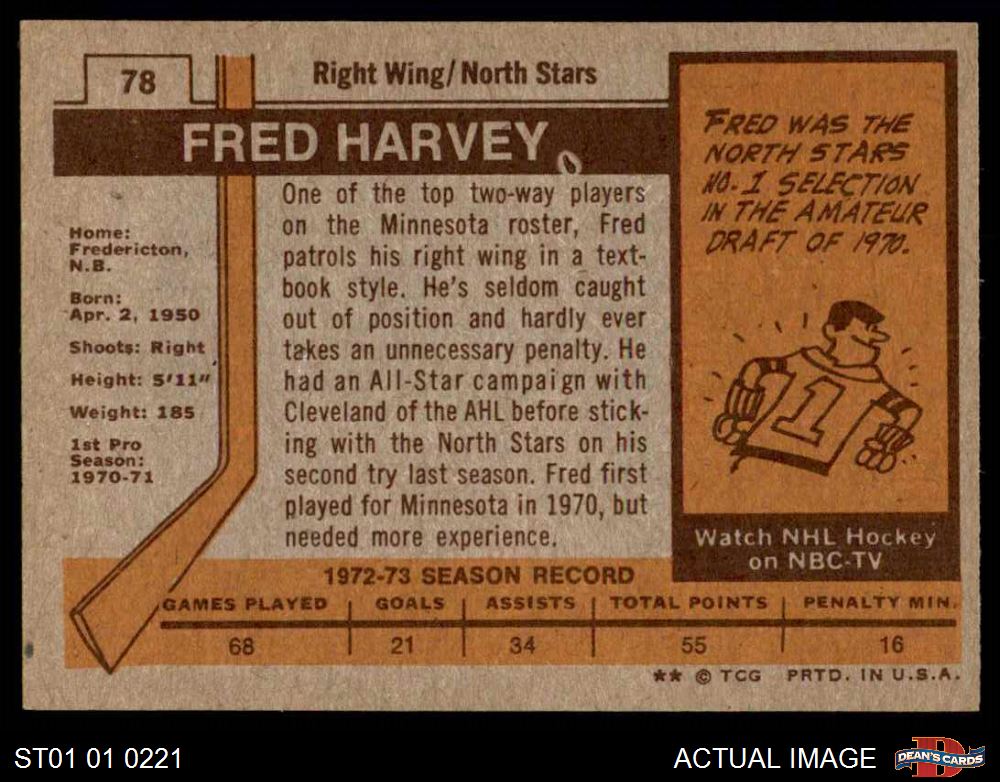 78
Right Wing/North Stars
FRED HARVEY
Home:
Fredericton,
N.B.
Born:
Apr. 2, 1950
Shoots: Right
Height: 5'11"
Weight: 185
1st Pro
Season:
1970-71
One of the top two-way players
on the Minnesota roster, Fred
patrols his right wing in a text-
book style. He's seldom caught
out of position and hardly ever
takes an unnecessary penalty. He
had an All-Star campaign with
Cleveland of the AHL before stick-
ing with the North Stars on his
second try last season. Fred first
played for Minnesota in 1970, but
needed more experience.
FRED WAS THE
NORTH STARS
NO. 1 SELECTION
IN THE AMATEUR
DRAFT OF 1970.
1
Watch NHL Hockey
on NBC-TV
1972-73 SEASON RECORD
GAMES PLAYED GOALS ASSISTS TOTAL POINTS PENALTY MIN.
68 21 34 55 16
** © TCG PRTD. IN U.S.A.
ST01 01 0221
ACTUAL IMAGE
D
DEAN'S CARDS